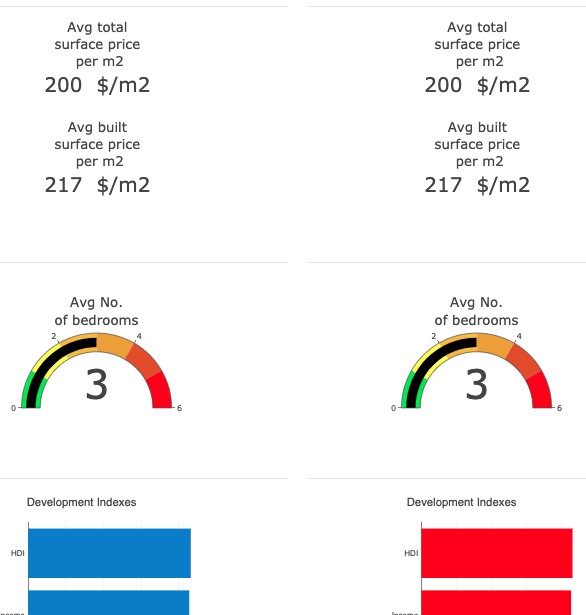 Avg total
surface price
per m2
200 $/m2
Avg built
surface price
per m2
217 $/m2
Avg total
surface price
per m2
200 $/m2
Avg built
surface price
per m2
217 $/m2
Avg No.
of bedrooms
0
2
4
6
3
Avg No.
of bedrooms
0
2
4
6
3
Development Indexes
HDI
Development Indexes
HDI